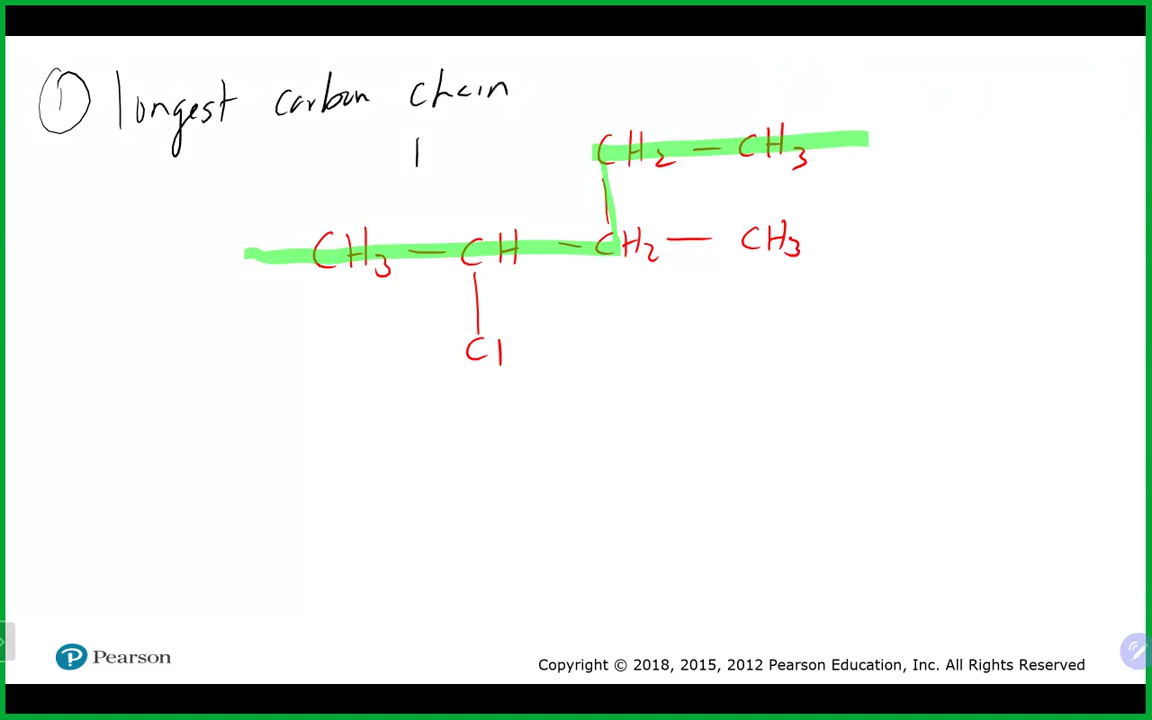 ① longest carbon chain
CH₂ — CH₃
CH₃ — CH — CH₂ — CH₃
Cl
Pearson
Copyright © 2018, 2015, 2012 Pearson Education, Inc. All Rights Reserved